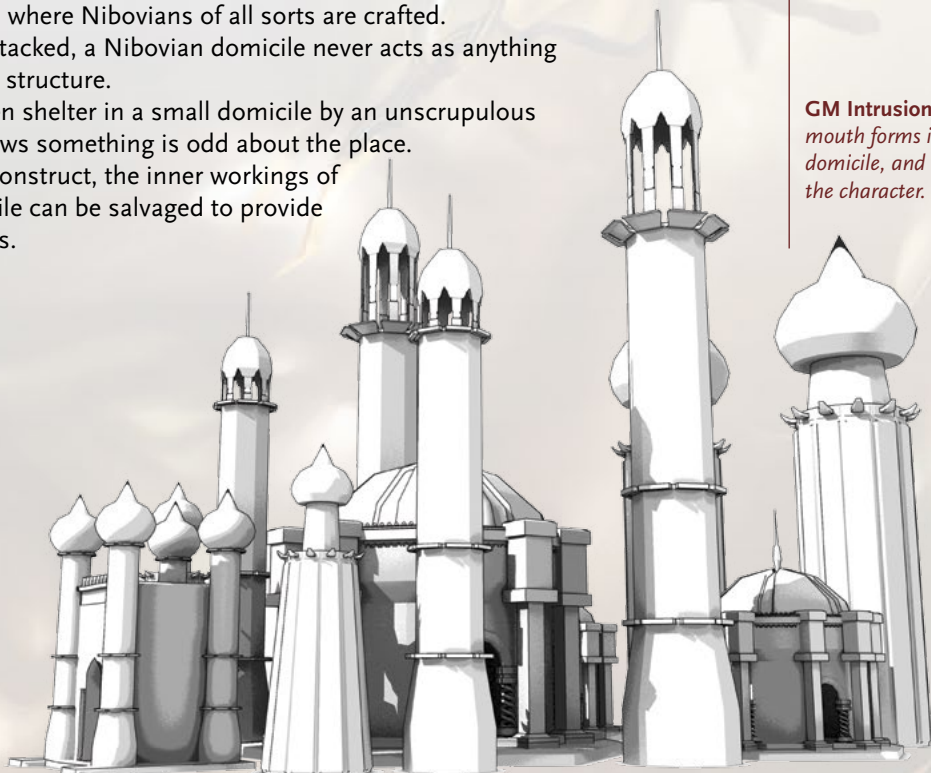 where Nibovians of all sorts are crafted.
tacked, a Nibovian domicile never acts as anything
structure.
en shelter in a small domicile by an unscrupulous
ws something is odd about the place.
onstruct, the inner workings of
ile can be salvaged to provide
s.
GM Intrusion
mouth forms i
domicile, and
the character.